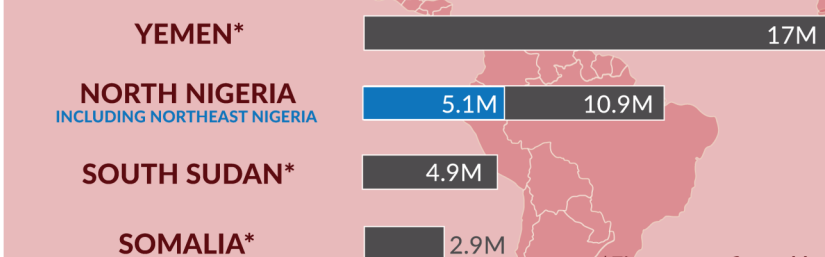 YEMEN* 17M
NORTH NIGERIA 5.1M 10.9M
INCLUDING NORTHEAST NIGERIA
SOUTH SUDAN* 4.9M
SOMALIA* 2.9M